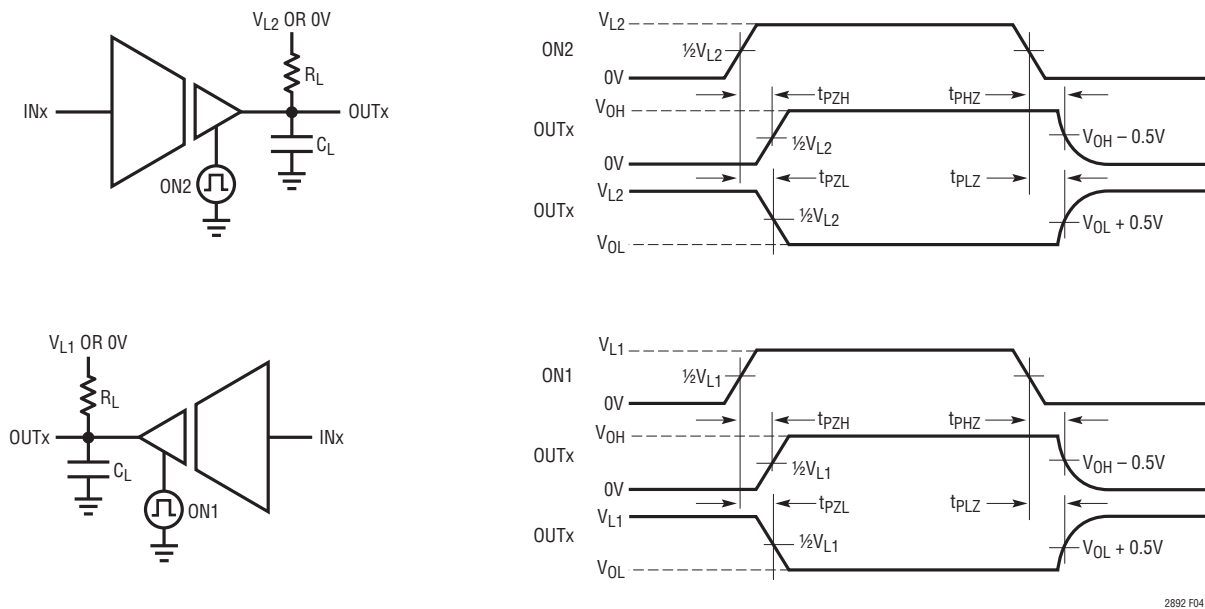 VL2 OR 0V
RL
INx
OUTx
CL
ON2
VL2
ON2
½VL2
0V
tPZH
tPHZ
VOH
OUTx
½VL2
VOH – 0.5V
0V
tPZL
tPLZ
VL2
OUTx
½VL2
VOL + 0.5V
VOL
VL1 OR 0V
RL
OUTx
INx
CL
ON1
VL1
ON1
½VL1
0V
tPZH
tPHZ
VOH
OUTx
½VL1
VOH – 0.5V
0V
tPZL
tPLZ
VL1
OUTx
½VL1
VOL + 0.5V
VOL
2892 F04